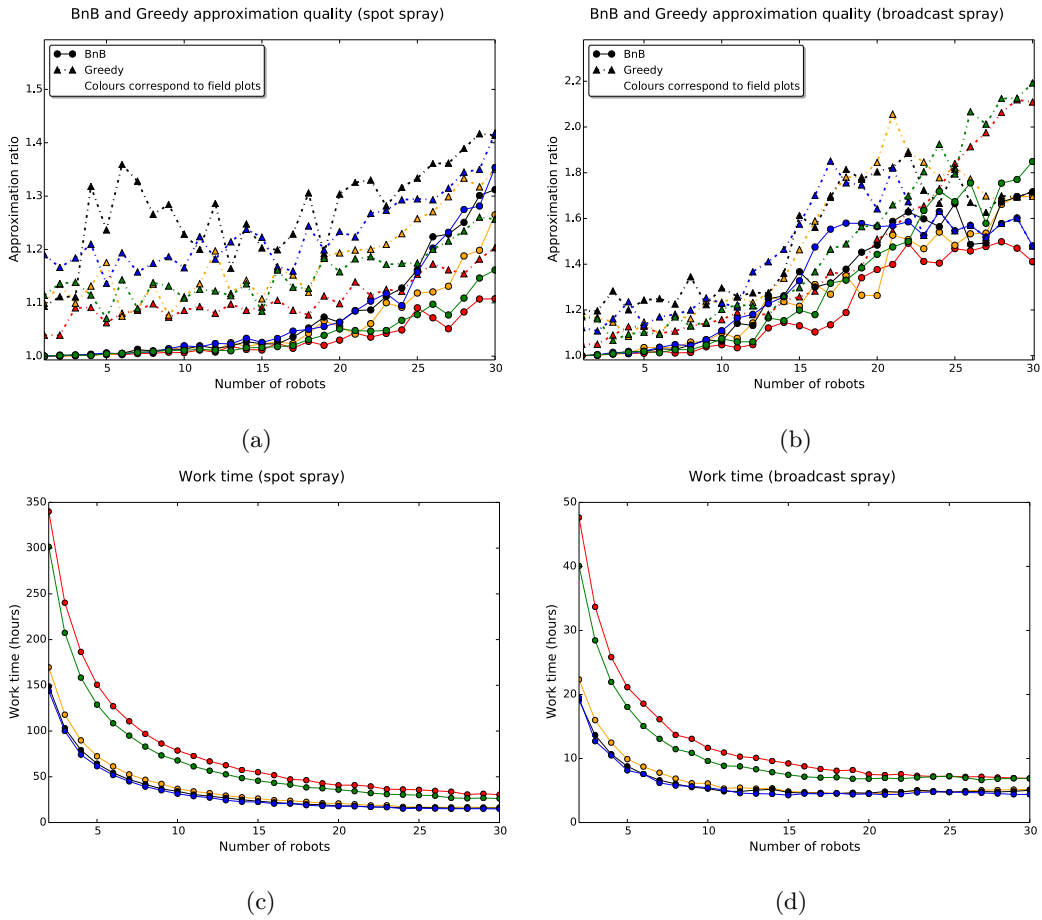 BnB and Greedy approximation quality (spot spray)
BnB
Greedy
Colours correspond to field plots
Approximation ratio
1.5
1.4
1.3
1.2
1.1
1.0
5
10
15
20
25
30
Number of robots
(a)
BnB and Greedy approximation quality (broadcast spray)
BnB
Greedy
Colours correspond to field plots
Approximation ratio
2.2
2.0
1.8
1.6
1.4
1.2
1.0
5
10
15
20
25
30
Number of robots
(b)
Work time (spot spray)
Work time (hours)
350
300
250
200
150
100
50
0
5
10
15
20
25
30
Number of robots
(c)
Work time (broadcast spray)
Work time (hours)
50
40
30
20
10
0
5
10
15
20
25
30
Number of robots
(d)